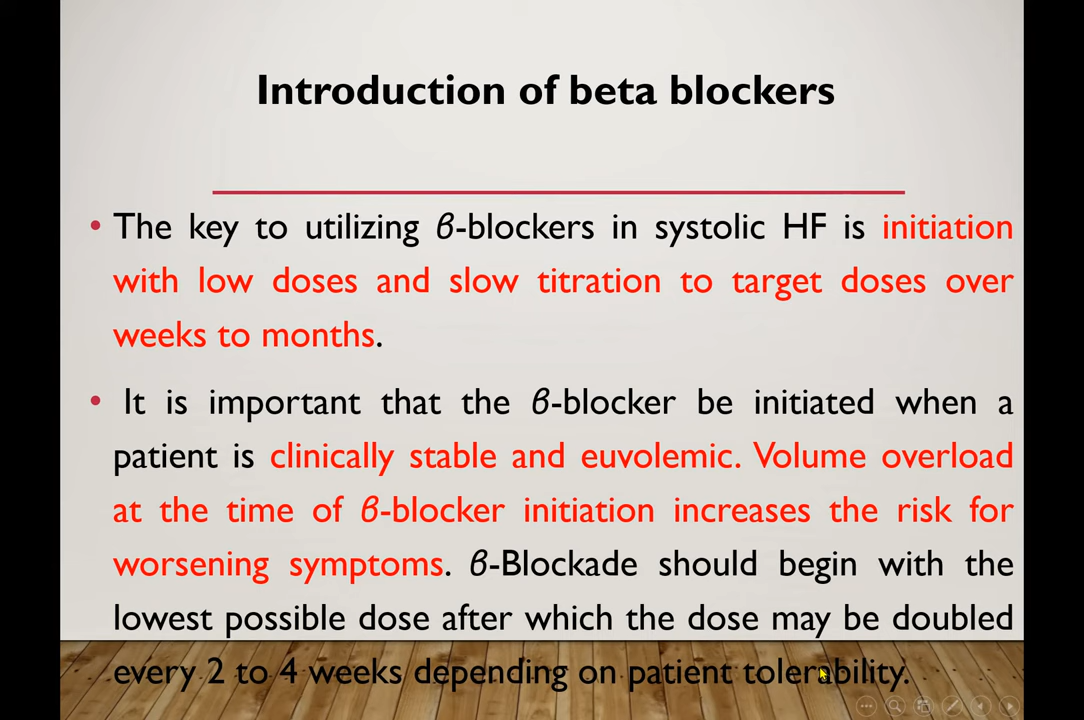 Introduction of beta blockers
• The key to utilizing β-blockers in systolic HF is initiation
with low doses and slow titration to target doses over
weeks to months.
• It is important that the β-blocker be initiated when a
patient is clinically stable and euvolemic. Volume overload
at the time of β-blocker initiation increases the risk for
worsening symptoms. β-Blockade should begin with the
lowest possible dose after which the dose may be doubled
every 2 to 4 weeks depending on patient tolerability.